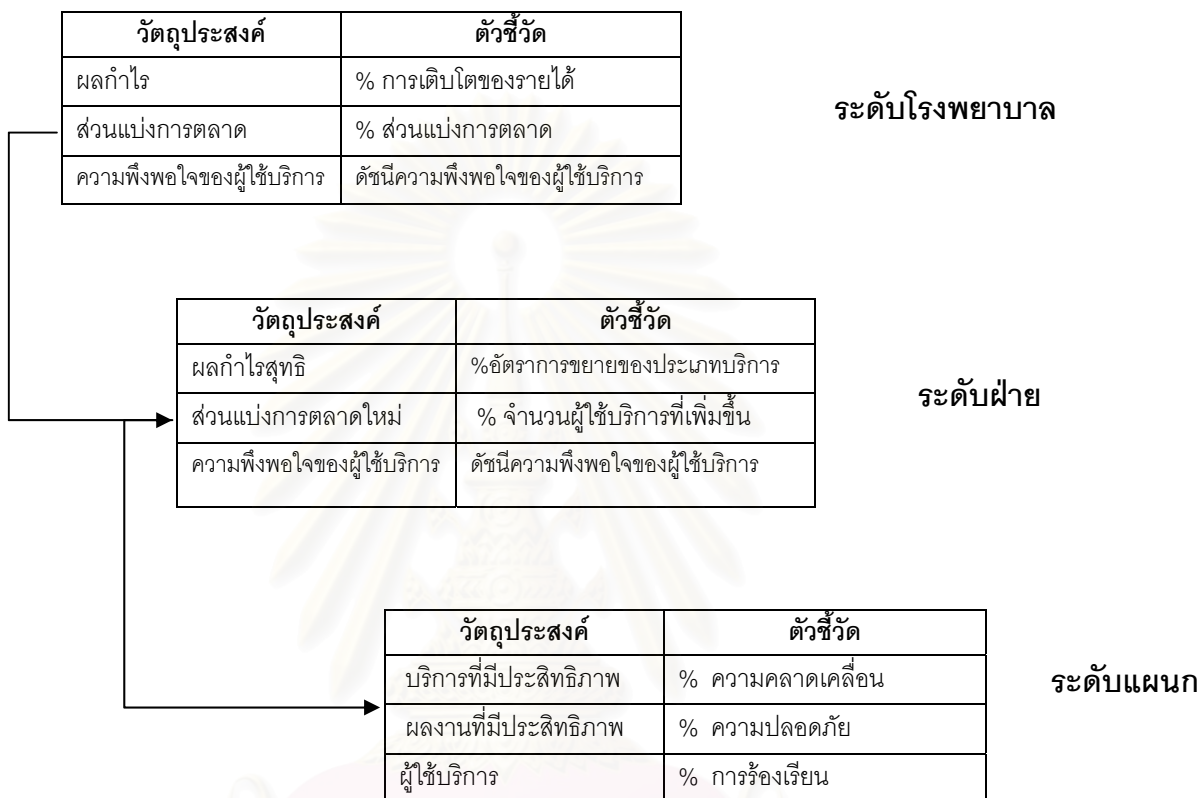 วัตถุประสงค์ ตัวชี้วัด
ผลกำไร % การเติบโตของรายได้
ส่วนแบ่งการตลาด % ส่วนแบ่งการตลาด
ความพึงพอใจของผู้ใช้บริการ ดัชนีความพึงพอใจของผู้ใช้บริการ
ระดับโรงพยาบาล
วัตถุประสงค์ ตัวชี้วัด
ผลกำไรสุทธิ %อัตราการขยายของประเภทบริการ
ส่วนแบ่งการตลาดใหม่ % จำนวนผู้ใช้บริการที่เพิ่มขึ้น
ความพึงพอใจของผู้ใช้บริการ ดัชนีความพึงพอใจของผู้ใช้บริการ
ระดับฝ่าย
วัตถุประสงค์ ตัวชี้วัด
บริการที่มีประสิทธิภาพ % ความคลาดเคลื่อน
ผลงานที่มีประสิทธิภาพ % ความปลอดภัย
ผู้ใช้บริการ % การร้องเรียน
ระดับแผนก